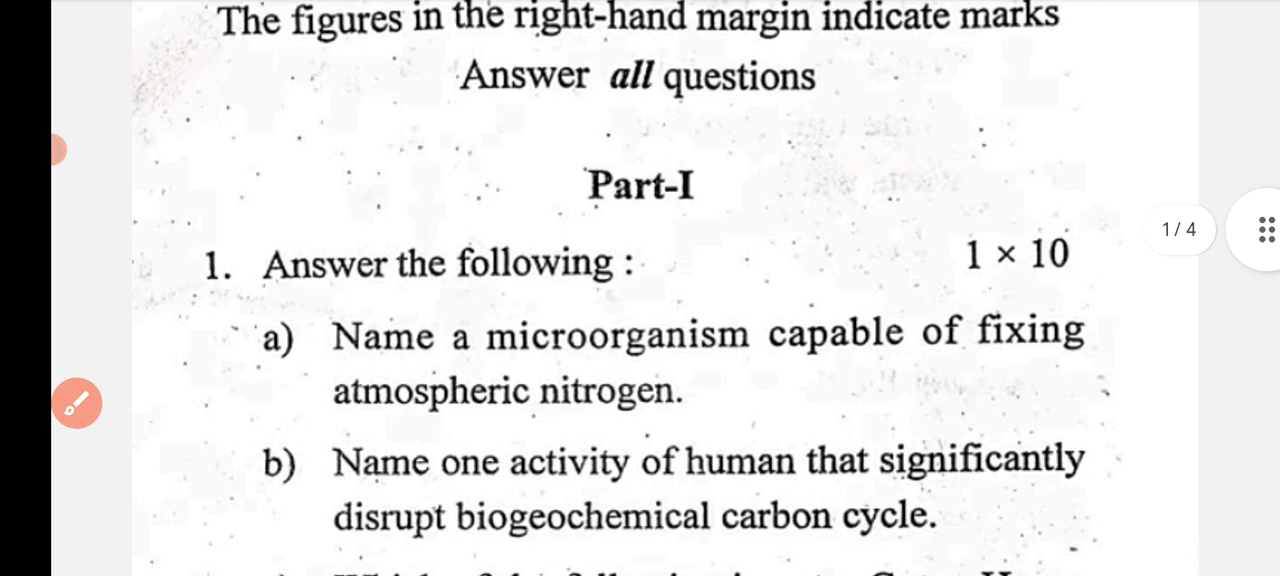 The figures in the right-hand margin indicate marks
Answer all questions
Part-I
1. Answer the following : 1 × 10
a) Name a microorganism capable of fixing
atmospheric nitrogen.
b) Name one activity of human that significantly
disrupt biogeochemical carbon cycle.
1 / 4